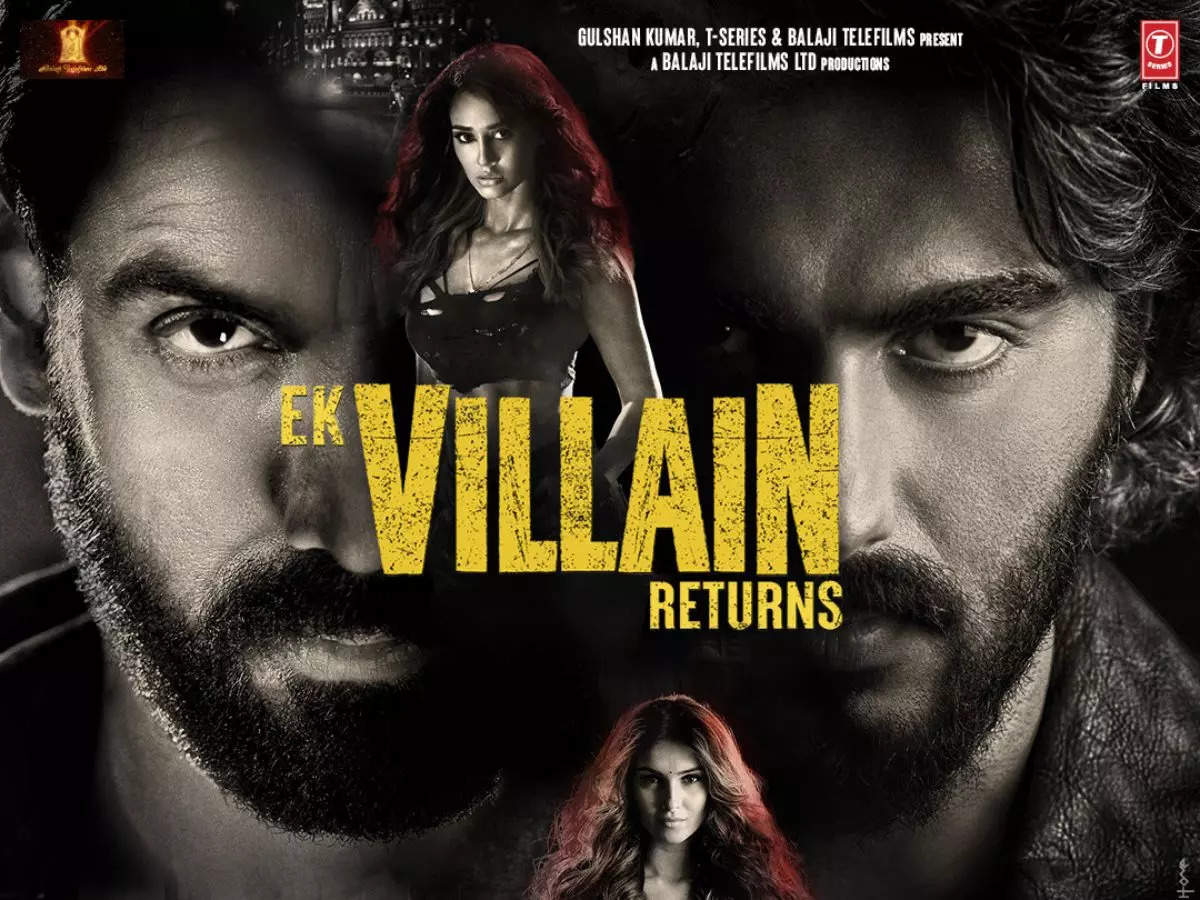 GULSHAN KUMAR, T-SERIES & BALAJI TELEFILMS PRESENT
A BALAJI TELEFILMS LTD PRODUCTIONS
T
SERIES
FILMS
EK VILLAIN
RETURNS